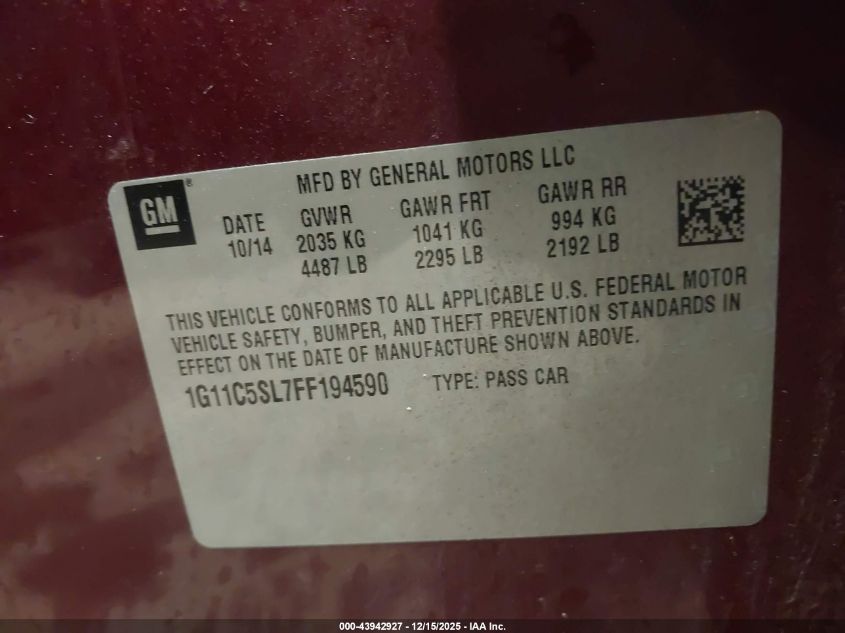 MFD BY GENERAL MOTORS LLC
GM ®
DATE GVWR GAWR FRT GAWR RR
10/14 2035 KG 1041 KG 994 KG
4487 LB 2295 LB 2192 LB
THIS VEHICLE CONFORMS TO ALL APPLICABLE U.S. FEDERAL MOTOR
VEHICLE SAFETY, BUMPER, AND THEFT PREVENTION STANDARDS IN
EFFECT ON THE DATE OF MANUFACTURE SHOWN ABOVE.
1G11C5SL7FF194590 TYPE: PASS CAR
000-43942927 - 12/15/2025 - IAA Inc.